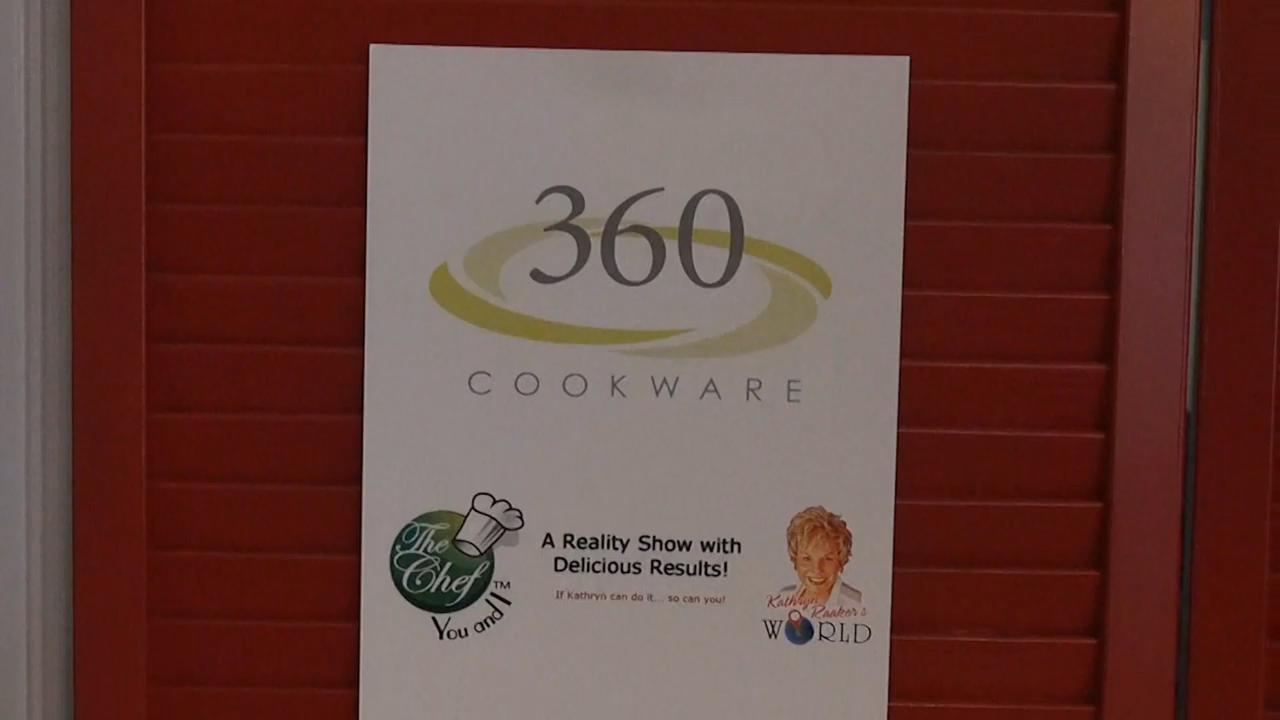 360
COOKWARE
The
Chef
You and I™
A Reality Show with
Delicious Results!
If Kathryn can do it... so can you!
Kathryn
Raaker's
WORLD